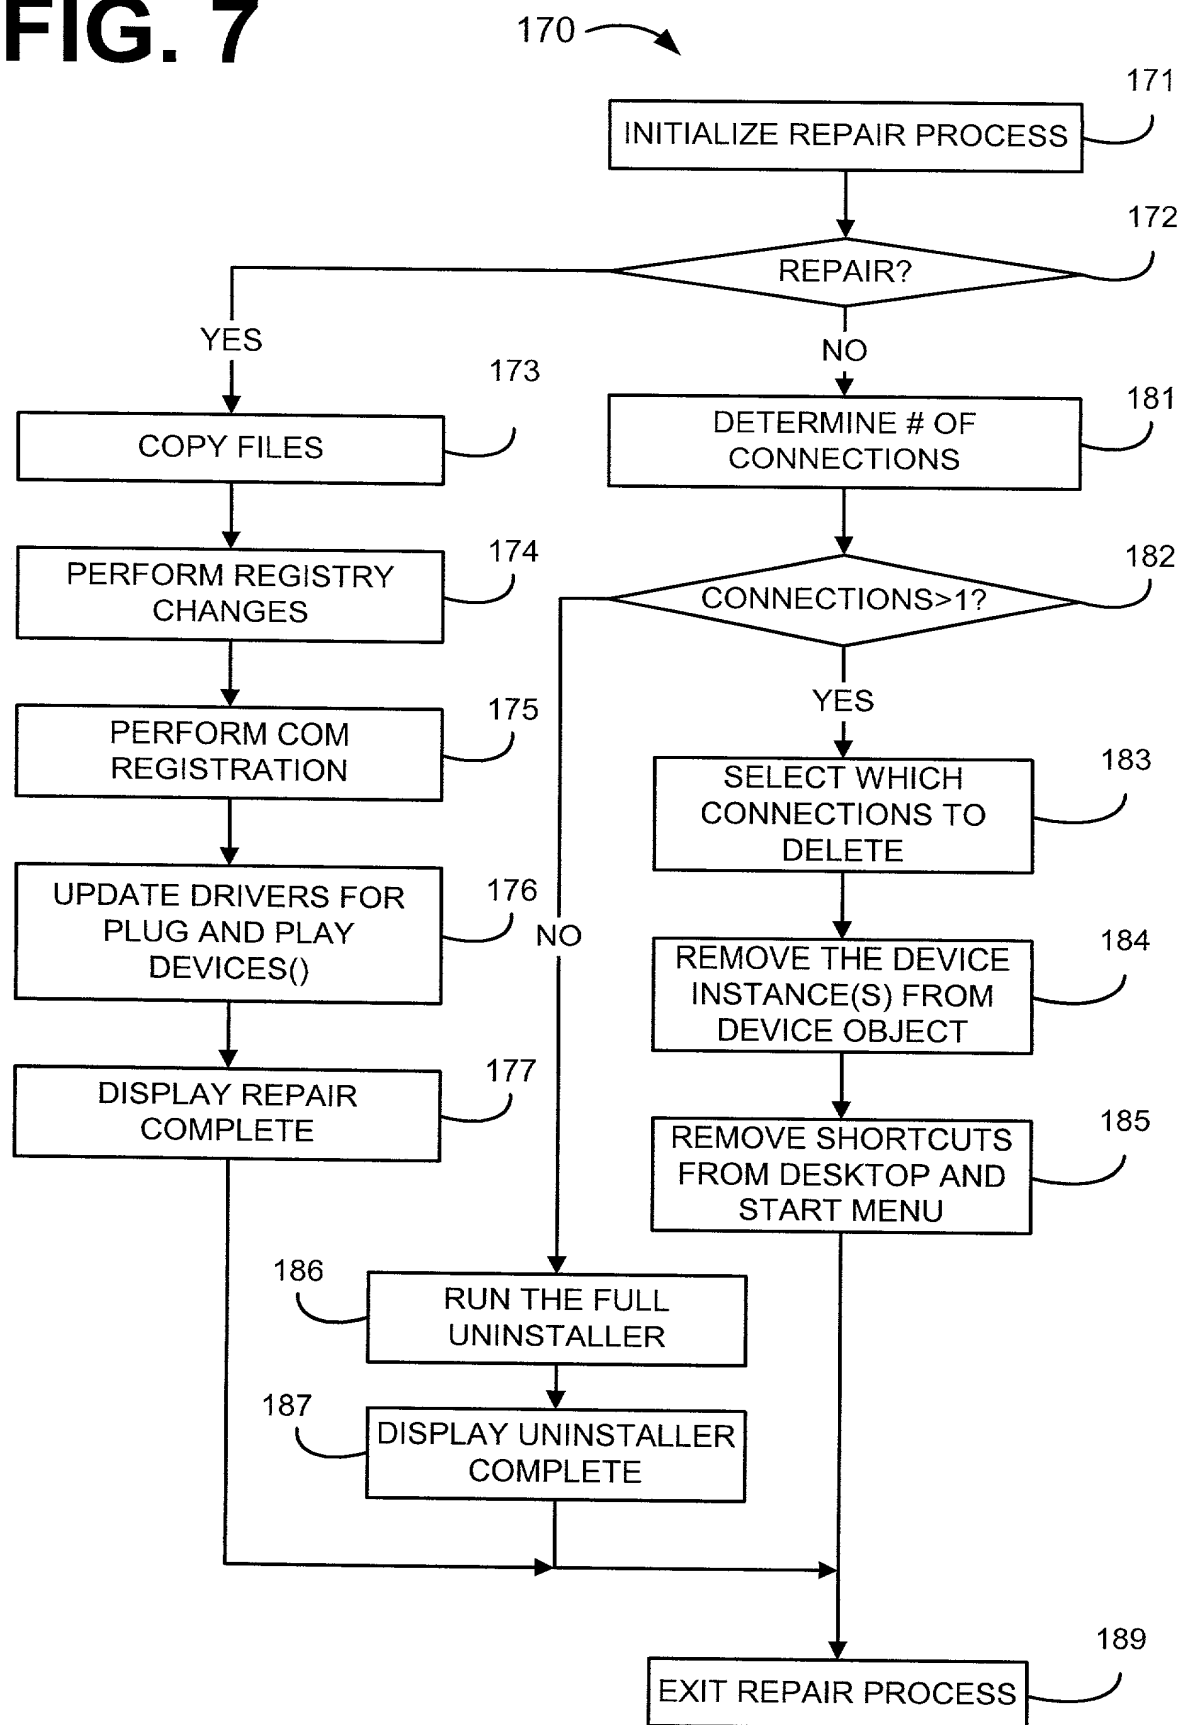 FIG. 7
170
171
INITIALIZE REPAIR PROCESS
172
REPAIR?
YES
NO
173
COPY FILES
181
DETERMINE # OF
CONNECTIONS
174
PERFORM REGISTRY
CHANGES
182
CONNECTIONS>1?
YES
175
PERFORM COM
REGISTRATION
183
SELECT WHICH
CONNECTIONS TO
DELETE
176
UPDATE DRIVERS FOR
PLUG AND PLAY
DEVICES()
NO
184
REMOVE THE DEVICE
INSTANCE(S) FROM
DEVICE OBJECT
177
DISPLAY REPAIR
COMPLETE
185
REMOVE SHORTCUTS
FROM DESKTOP AND
START MENU
186
RUN THE FULL
UNINSTALLER
187
DISPLAY UNINSTALLER
COMPLETE
189
EXIT REPAIR PROCESS